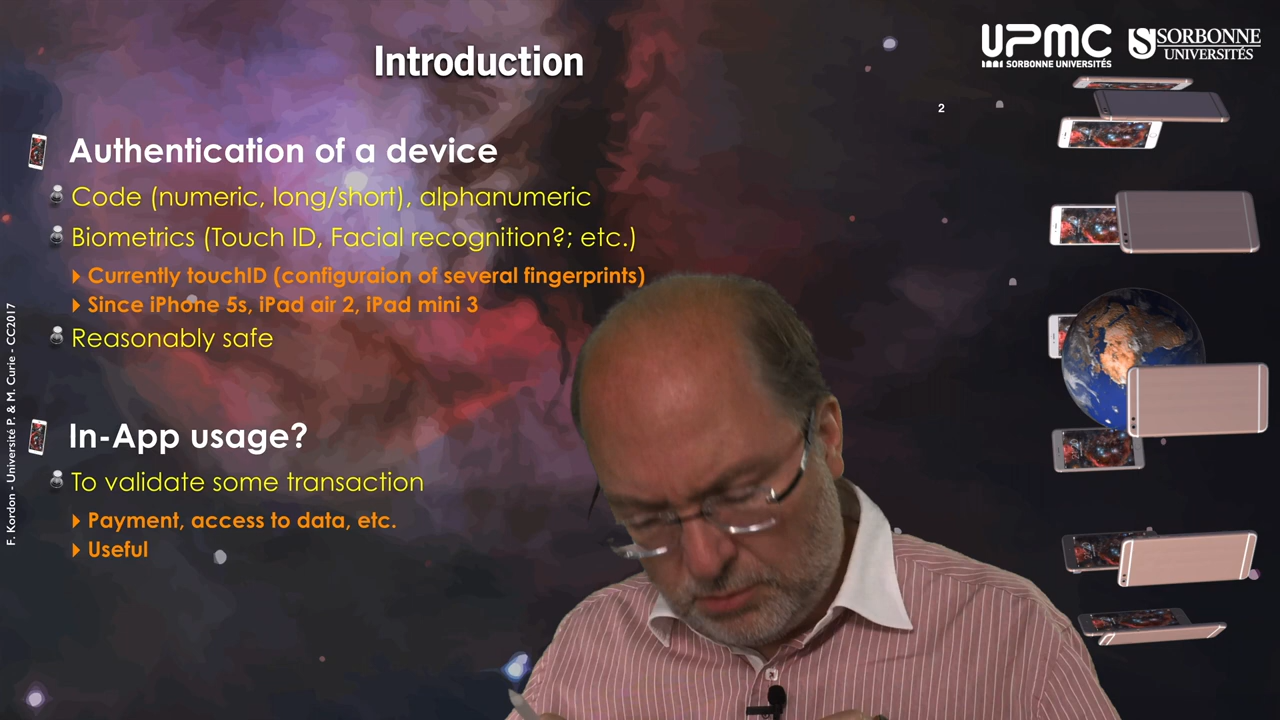 Introduction
UPMC
SORBONNE UNIVERSITÉS
SORBONNE
UNIVERSITÉS
2
Authentication of a device
Code (numeric, long/short), alphanumeric
Biometrics (Touch ID, Facial recognition?; etc.)
Currently touchID (configuraion of several fingerprints)
Since iPhone 5s, iPad air 2, iPad mini 3
Reasonably safe
In-App usage?
To validate some transaction
Payment, access to data, etc.
Useful
F. Kordon - Université P. & M. Curie - CC2017